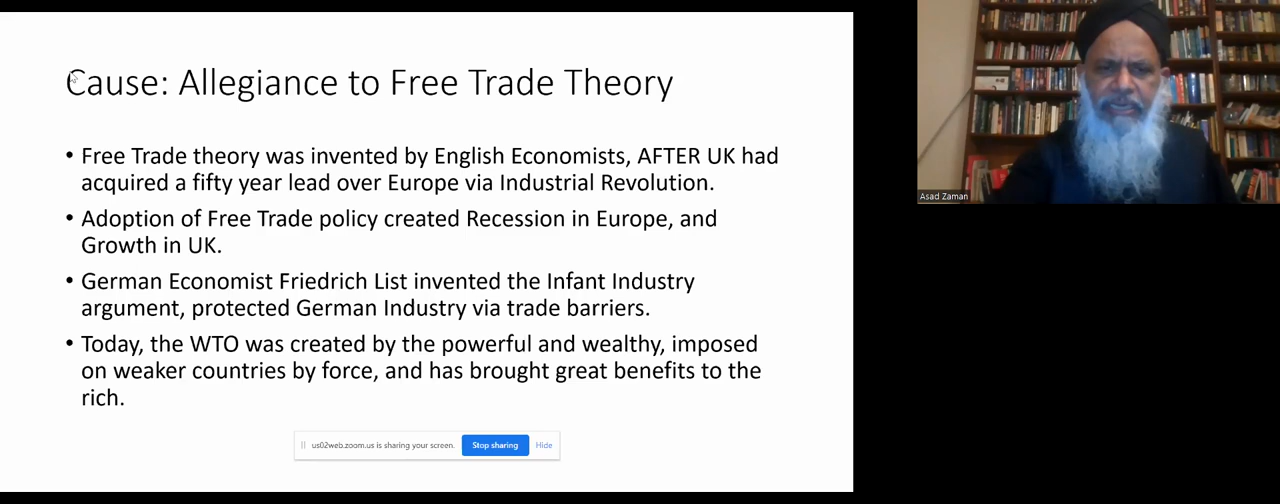 Cause: Allegiance to Free Trade Theory
• Free Trade theory was invented by English Economists, AFTER UK had
acquired a fifty year lead over Europe via Industrial Revolution.
• Adoption of Free Trade policy created Recession in Europe, and
Growth in UK.
• German Economist Friedrich List invented the Infant Industry
argument, protected German Industry via trade barriers.
• Today, the WTO was created by the powerful and wealthy, imposed
on weaker countries by force, and has brought great benefits to the
rich.
us02web.zoom.us is sharing your screen. Stop sharing Hide
Asad Zaman